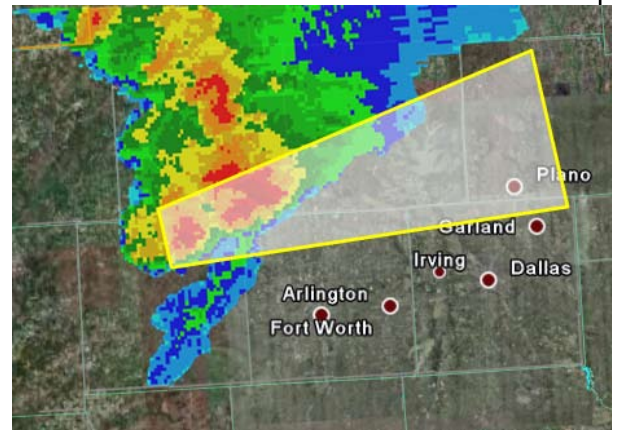 Plano
Garland
Irving
Dallas
Arlington
Fort Worth